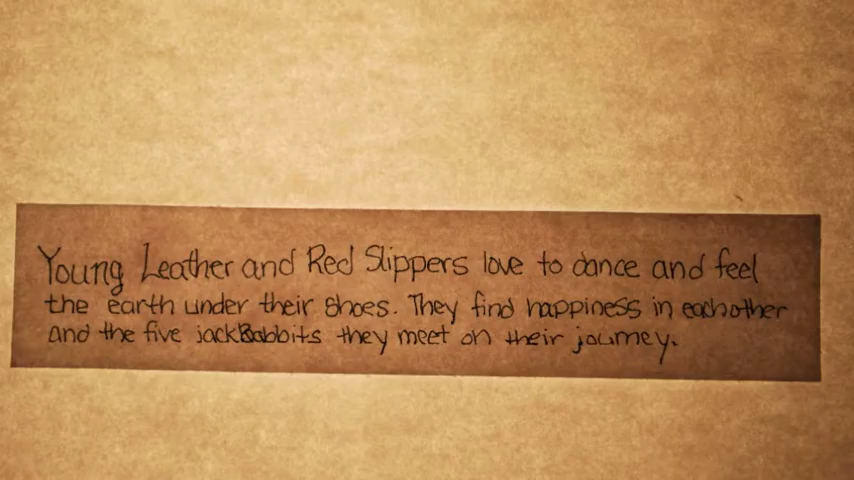 Young Leather and Red Slippers love to dance and feel
the earth under their shoes. They find happiness in eachother
and the five jackRabbits they meet on their journey.